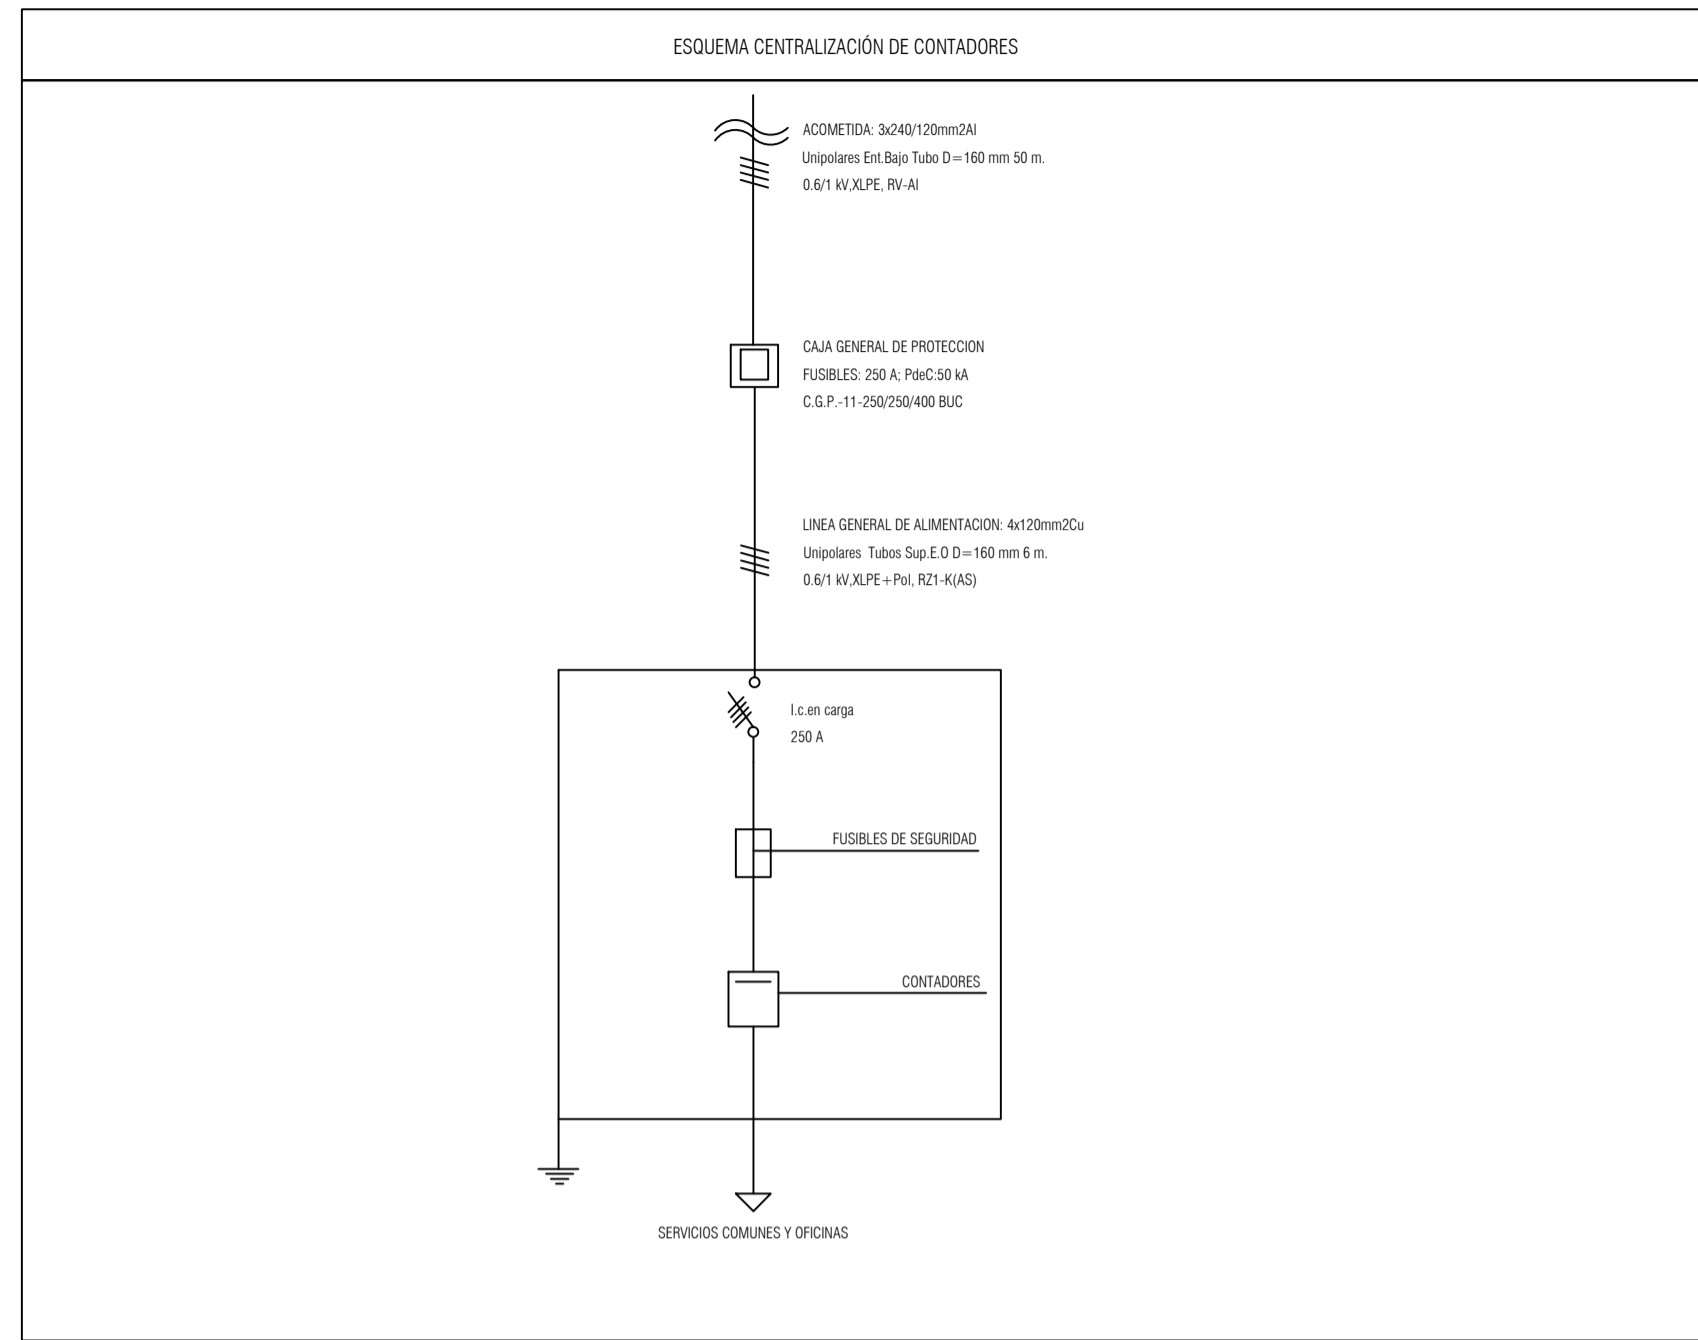 ESQUEMA CENTRALIZACIÓN DE CONTADORES
ACOMETIDA: 3x240/120mm2Al
Unipolares Ent.Bajo Tubo D=160 mm 50 m.
0.6/1 kV,XLPE, RV-Al
CAJA GENERAL DE PROTECCION
FUSIBLES: 250 A; PdeC:50 kA
C.G.P.-11-250/250/400 BUC
LINEA GENERAL DE ALIMENTACION: 4x120mm2Cu
Unipolares Tubos Sup.E.O D=160 mm 6 m.
0.6/1 kV,XLPE+Pol, RZ1-K(AS)
I.c.en carga
250 A
FUSIBLES DE SEGURIDAD
CONTADORES
SERVICIOS COMUNES Y OFICINAS